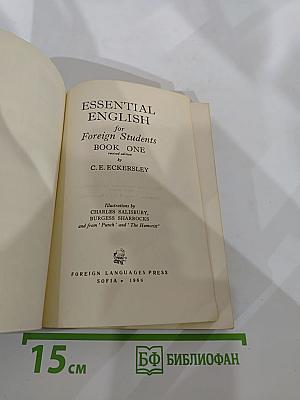 ESSENTIAL
ENGLISH
for
Foreign Students
BOOK ONE
revised edition
by
C. E. ECKERSLEY
Illustrations by
CHARLES SALISBURY,
BURGESS SHARROCKS
and from 'Punch' and 'The Humorist'
FOREIGN LANGUAGES PRESS
SOFIA • 1966
15 см
БФ БИБЛИОФАН